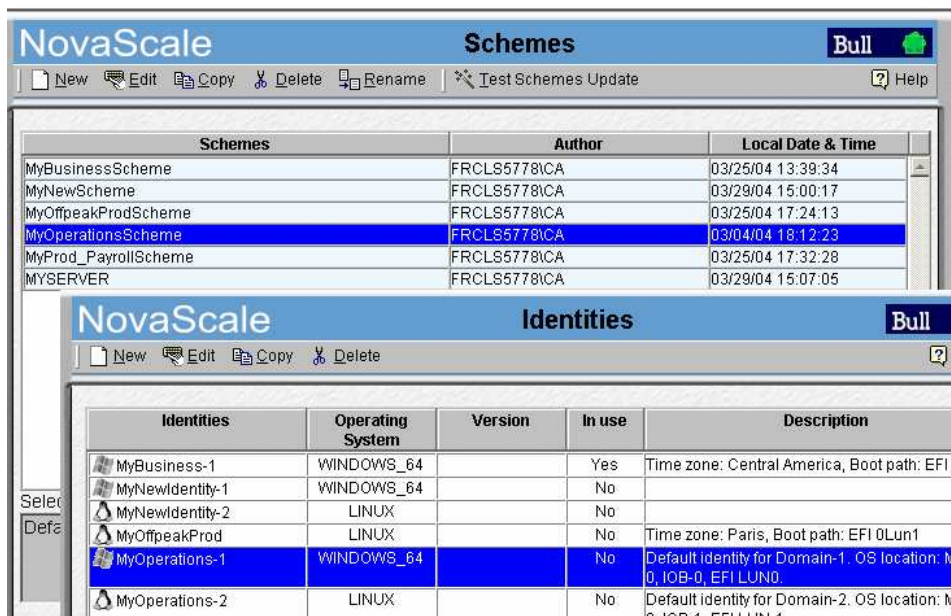 NovaScale Schemes Bull
New Edit Copy Delete Rename Test Schemes Update Help
Schemes Author Local Date & Time
MyBusinessScheme FRCLS5778\CA 03/25/04 13:39:34
MyNewScheme FRCLS5778\CA 03/29/04 15:00:17
MyOffpeakProdScheme FRCLS5778\CA 03/25/04 17:24:13
MyOperationsScheme FRCLS5778\CA 03/04/04 18:12:23
MyProd_PayrollScheme FRCLS5778\CA 03/25/04 17:32:28
MYSERVER FRCLS5778\CA 03/29/04 15:07:05
NovaScale Identities Bull
New Edit Copy Delete
Identities Operating System Version In use Description
MyBusiness-1 WINDOWS_64 Yes Time zone: Central America, Boot path: EFI
MyNewIdentity-1 WINDOWS_64 No
Selec
MyNewIdentity-2 LINUX No
Defa
MyOffpeakProd LINUX No Time zone: Paris, Boot path: EFI 0Lun1
MyOperations-1 WINDOWS_64 No Default identity for Domain-1. OS location: M
0, IOB-0, EFI LUN0.
MyOperations-2 LINUX No Default identity for Domain-2. OS location: M